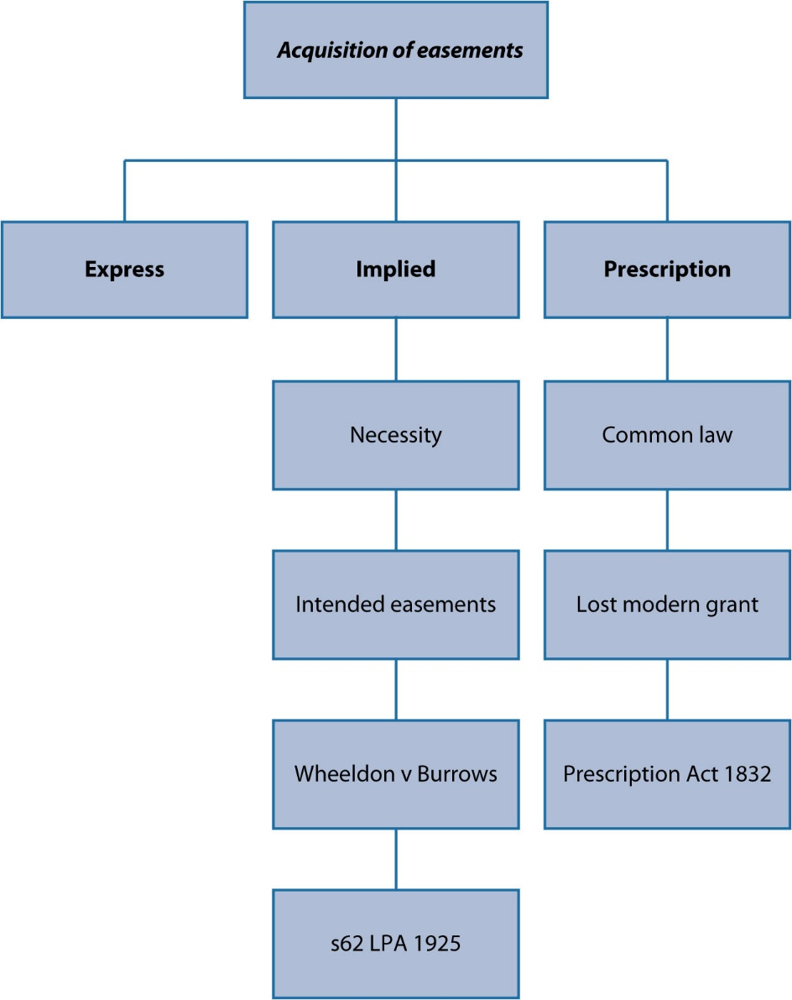 Acquisition of easements
Express
Implied
Prescription
Necessity
Common law
Intended easements
Lost modern grant
Wheeldon v Burrows
Prescription Act 1832
s62 LPA 1925